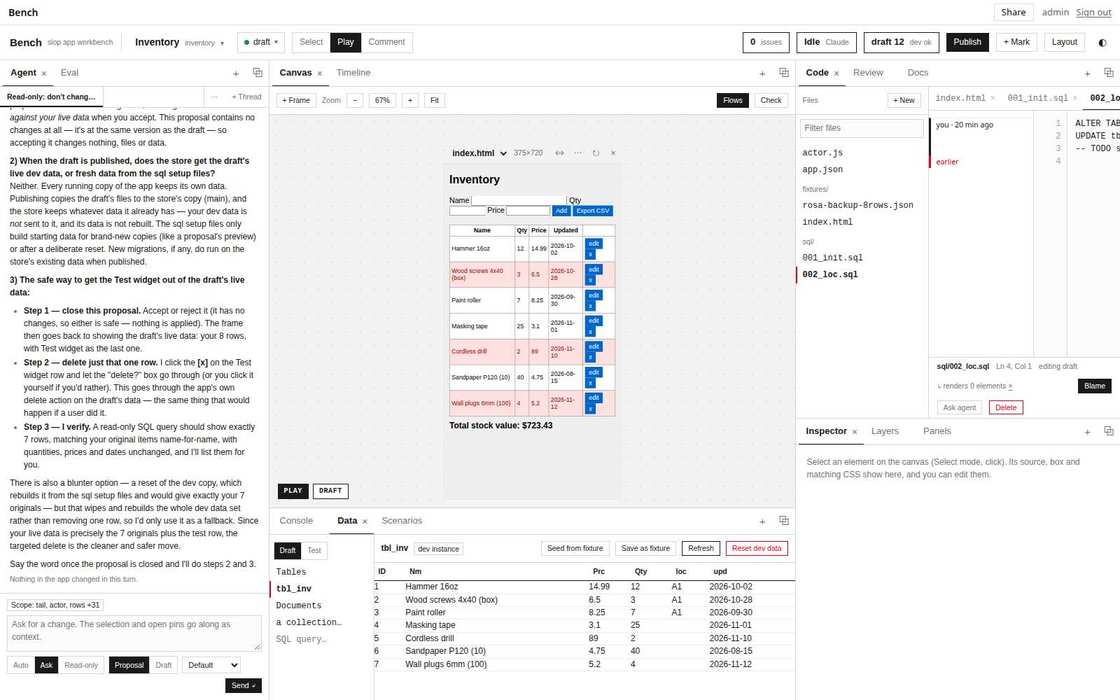 Bench
Share
admin
Sign out
Bench
slop app workbench
Inventory
inventory
draft
Select
Play
Comment
0 issues
Idle Claude
draft 12 dev ok
Publish
+ Mark
Layout
Agent ×
Eval
Read-only: don't chang…
···
+ Thread
against your live data when you accept. This proposal contains no
changes at all — it's at the same version as the draft — so
accepting it changes nothing, files or data.
2) When the draft is published, does the store get the draft's
live dev data, or fresh data from the sql setup files?
Neither. Every running copy of the app keeps its own data.
Publishing copies the draft's files to the store's copy (main), and
the store keeps whatever data it already has — your dev data is
not sent to it, and its data is not rebuilt. The sql setup files only
build starting data for brand-new copies (like a proposal's preview)
or after a deliberate reset. New migrations, if any, do run on the
store's existing data when published.
3) The safe way to get the Test widget out of the draft's live
data:
• Step 1 — close this proposal. Accept or reject it (it has no
changes, so either is safe — nothing is applied). The frame
then goes back to showing the draft's live data: your 8 rows,
with Test widget as the last one.
• Step 2 — delete just that one row. I click the [x] on the Test
widget row and let the "delete?" box go through (or you click it
yourself if you'd rather). This goes through the app's own
delete action on the draft's data — the same thing that would
happen if a user did it.
• Step 3 — I verify. A read-only SQL query should show exactly
7 rows, matching your original items name-for-name, with
quantities, prices and dates unchanged, and I'll list them for
you.
There is also a blunter option — a reset of the dev copy, which
rebuilds it from the sql setup files and would give exactly your 7
originals — but that wipes and rebuilds the whole dev data set
rather than removing one row, so I'd only use it as a fallback. Since
your live data is precisely the 7 originals plus the test row, the
targeted delete is the cleaner and safer move.
Say the word once the proposal is closed and I'll do steps 2 and 3.
Nothing in the app changed in this turn.
Scope: tail, actor, rows +31
Ask for a change. The selection and open pins go along as
context.
Auto
Ask
Read-only
Proposal
Draft
Default
Send
Canvas ×
Timeline
+ Frame
Zoom
−
67%
+
Fit
Flows
Check
index.html
375×720
Inventory
Name
Qty
Price
Add
Export CSV
Name Qty Price Updated
Hammer 16oz 12 14.99 2026-10-02 edit x
Wood screws 4x40 (box) 3 6.5 2026-10-28 edit x
Paint roller 7 8.25 2026-09-30 edit x
Masking tape 25 3.1 2026-11-01 edit x
Cordless drill 2 89 2026-11-10 edit x
Sandpaper P120 (10) 40 4.75 2026-08-15 edit x
Wall plugs 6mm (100) 4 5.2 2026-11-12 edit x
Total stock value: $723.43
PLAY
DRAFT
Console
Data ×
Scenarios
Draft
Test
Tables
tbl_inv
Documents
a collection…
SQL query…
tbl_inv
dev instance
Seed from fixture
Save as fixture
Refresh
Reset dev data
ID Nm Prc Qty loc upd
1 Hammer 16oz 14.99 12 A1 2026-10-02
2 Wood screws 4x40 (box) 6.5 3 A1 2026-10-28
3 Paint roller 8.25 7 A1 2026-09-30
4 Masking tape 3.1 25 2026-11-01
5 Cordless drill 89 2 2026-11-10
6 Sandpaper P120 (10) 4.75 40 2026-08-15
7 Wall plugs 6mm (100) 5.2 4 2026-11-12
Code ×
Review
Docs
Files
+ New
Filter files
actor.js
app.json
fixtures/
rosa-backup-8rows.json
index.html
sql/
001_init.sql
002_loc.sql
index.html ×
001_init.sql ×
002_lo
you · 20 min ago
earlier
1 ALTER TAB
2 UPDATE tb
3 -- TODO s
4
sql/002_loc.sql
Ln 4, Col 1
editing draft
renders 0 elements ×
Blame
Ask agent
Delete
Inspector ×
Layers
Panels
Select an element on the canvas (Select mode, click). Its source, box and
matching CSS show here, and you can edit them.